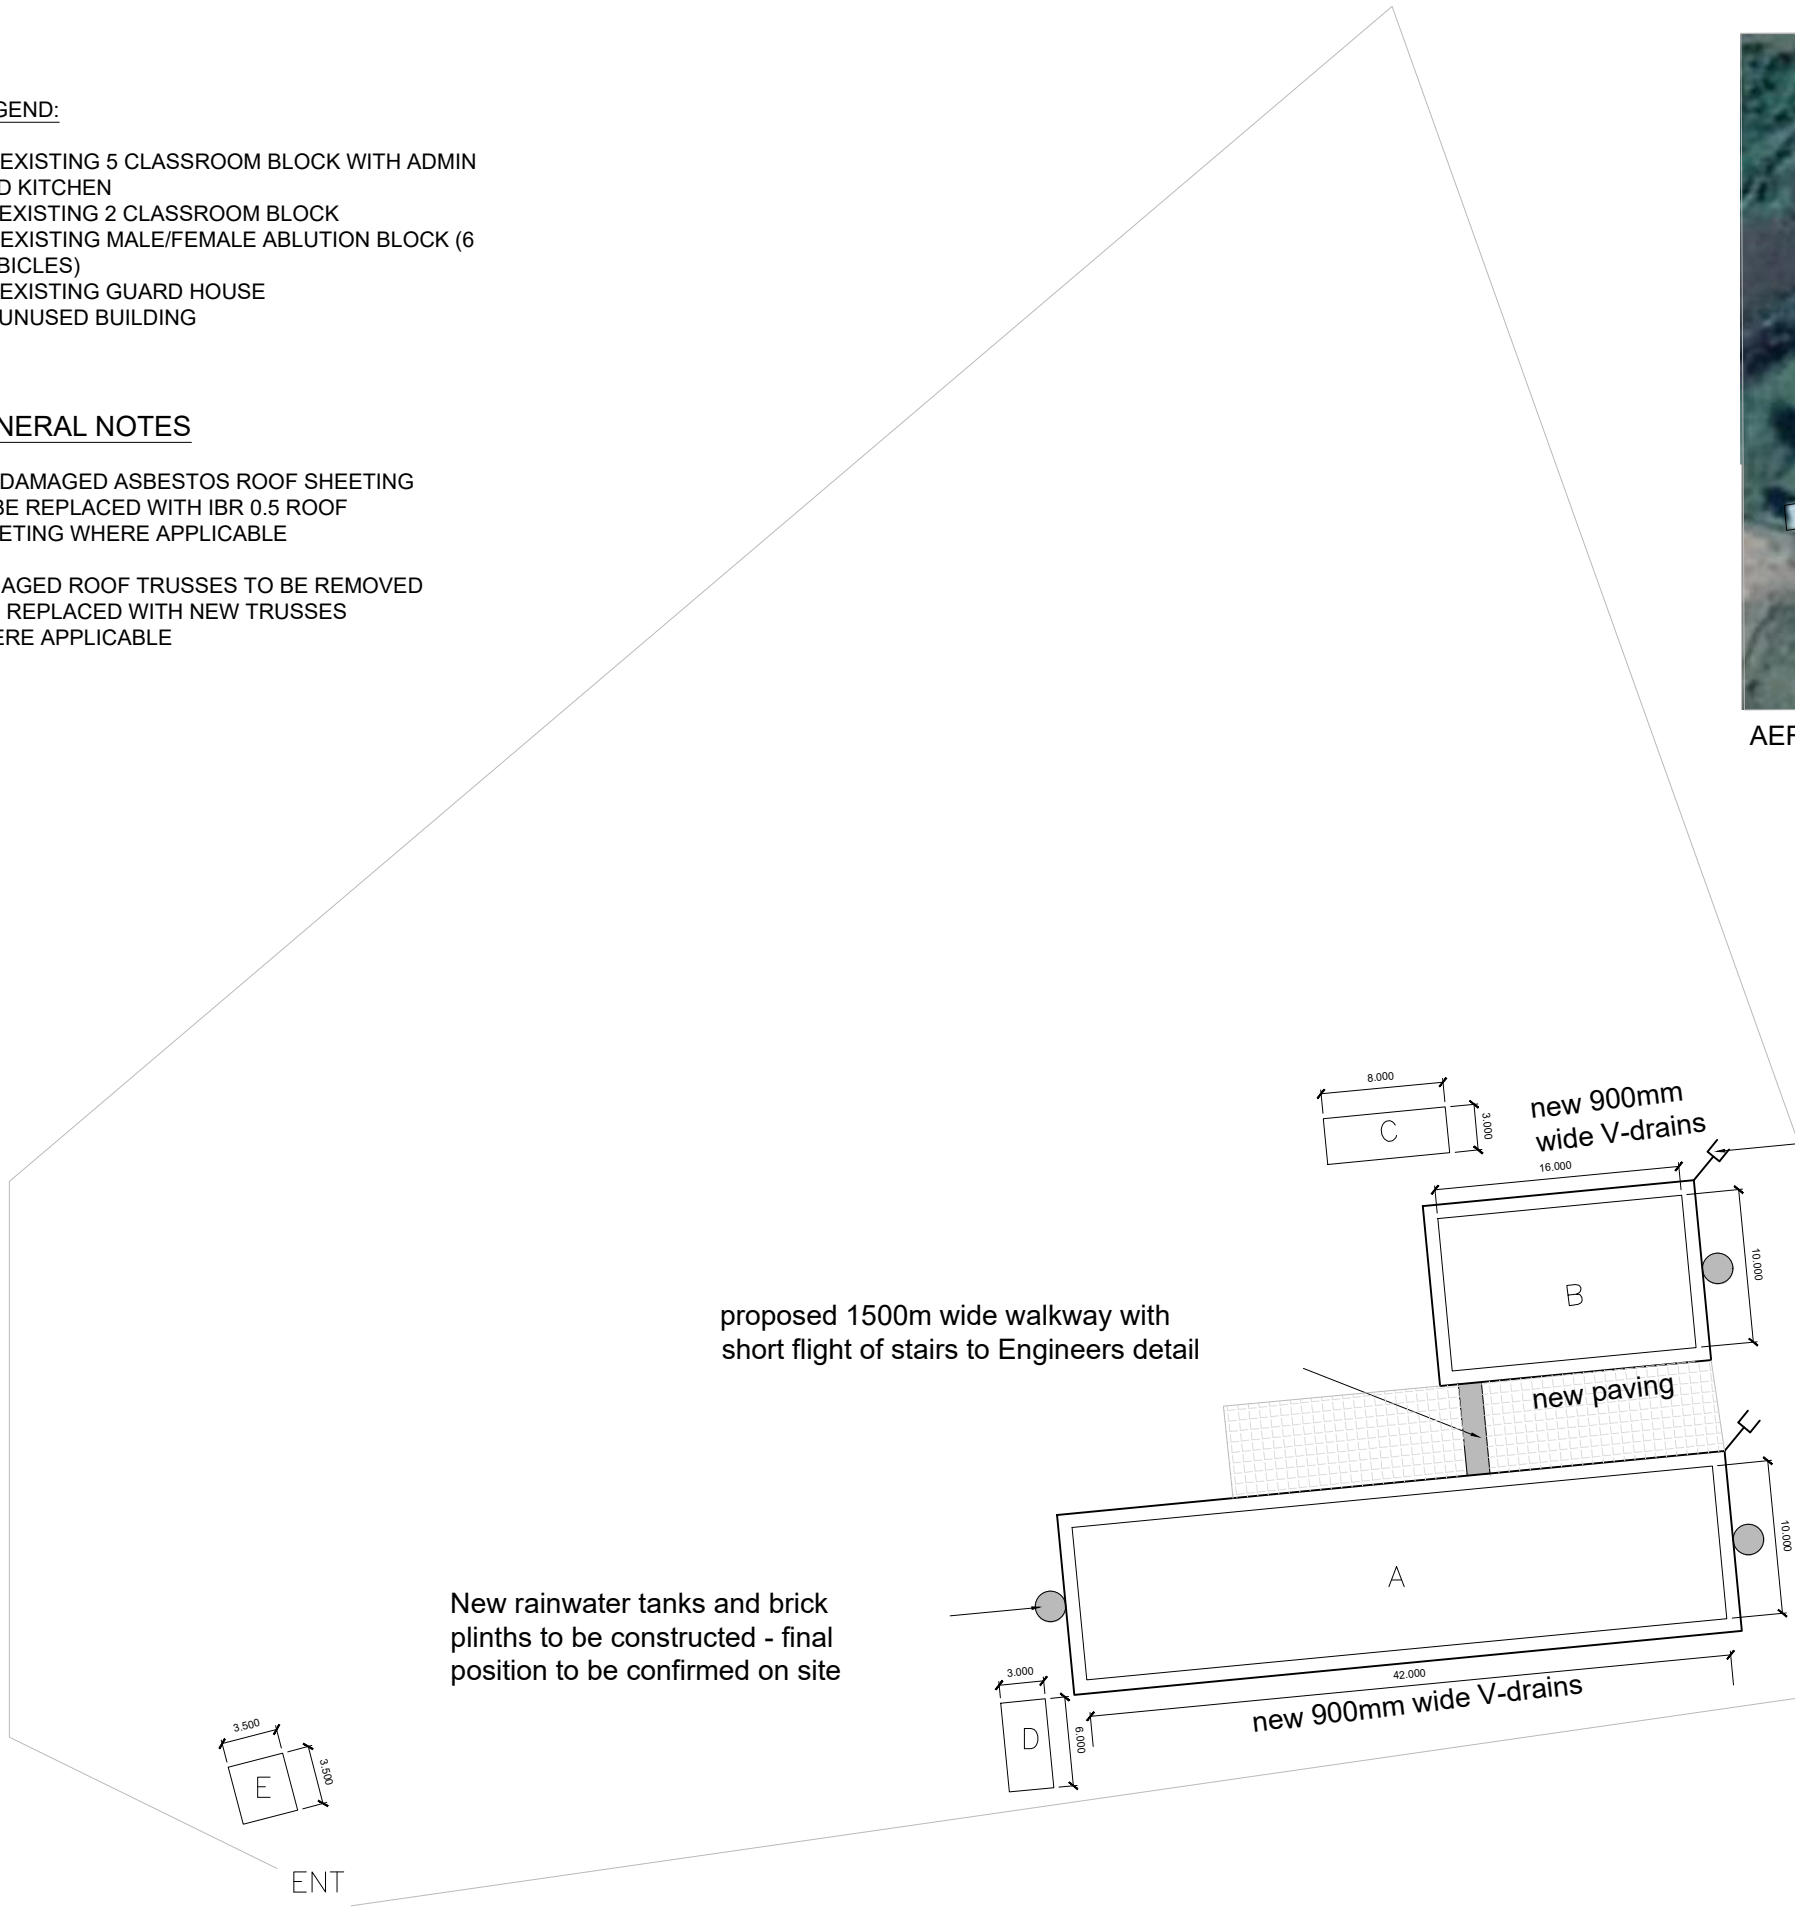 GEND:
EXISTING 5 CLASSROOM BLOCK WITH ADMIN
D KITCHEN
EXISTING 2 CLASSROOM BLOCK
EXISTING MALE/FEMALE ABLUTION BLOCK (6
BICLES)
EXISTING GUARD HOUSE
UNUSED BUILDING
NERAL NOTES
DAMAGED ASBESTOS ROOF SHEETING
BE REPLACED WITH IBR 0.5 ROOF
ETING WHERE APPLICABLE
AGED ROOF TRUSSES TO BE REMOVED
REPLACED WITH NEW TRUSSES
ERE APPLICABLE
AER
8.000
3.000
C
new 900mm
wide V-drains
16.000
10.000
B
proposed 1500m wide walkway with
short flight of stairs to Engineers detail
new paving
10.000
A
New rainwater tanks and brick
plinths to be constructed - final
position to be confirmed on site
42.000
new 900mm wide V-drains
3.000
6.000
D
3.500
3.500
E
ENT